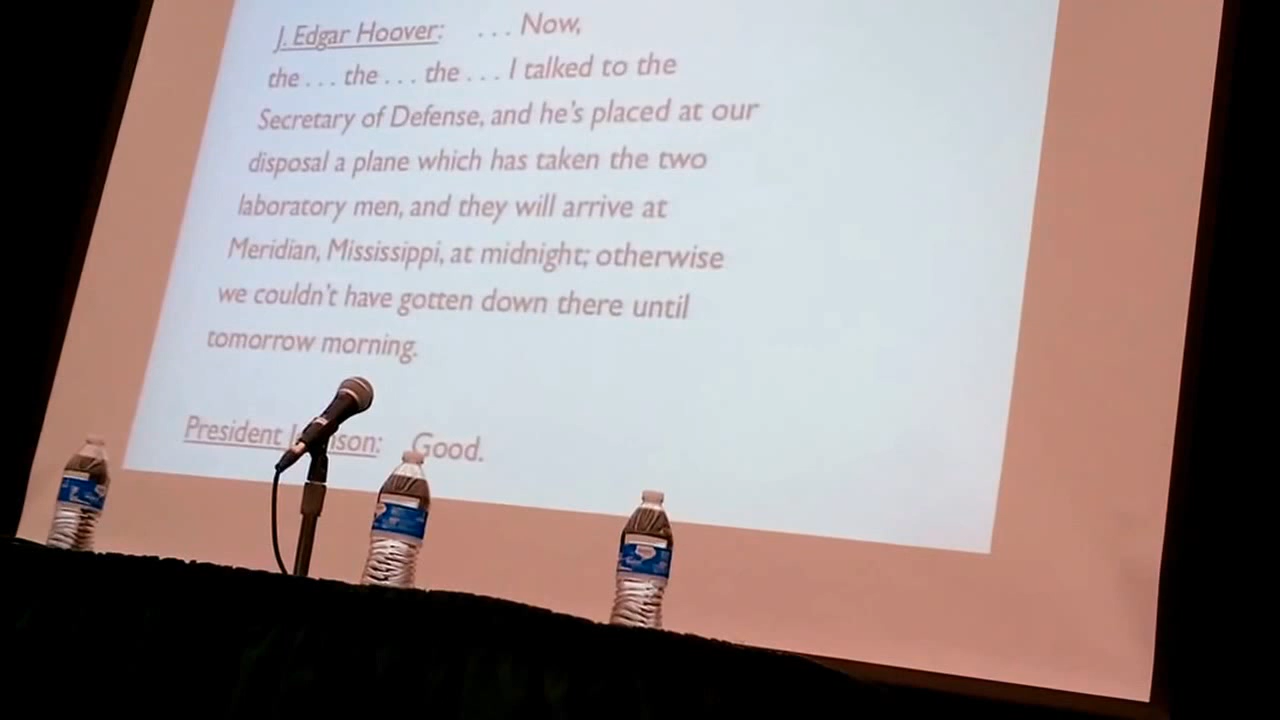 J. Edgar Hoover: . . . Now,
the . . . the . . . the . . . I talked to the
Secretary of Defense, and he's placed at our
disposal a plane which has taken the two
laboratory men, and they will arrive at
Meridian, Mississippi, at midnight; otherwise
we couldn't have gotten down there until
tomorrow morning.
President Good.